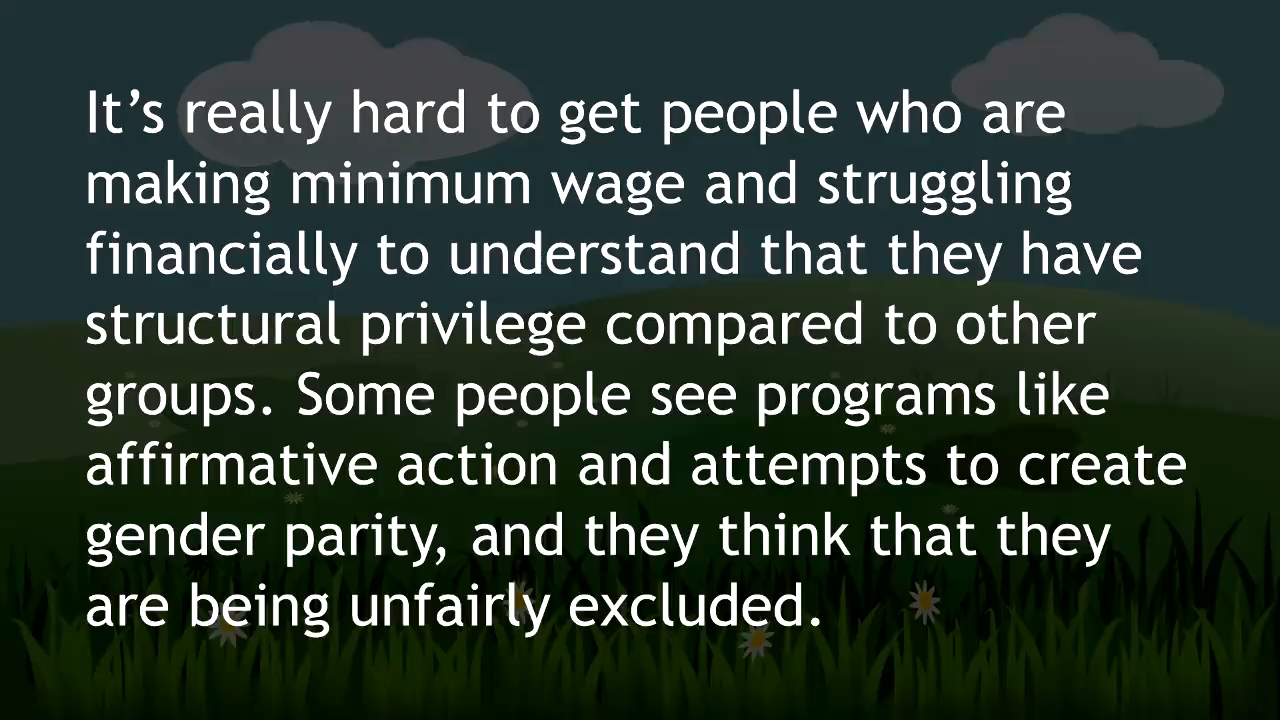 It’s really hard to get people who are
making minimum wage and struggling
financially to understand that they have
structural privilege compared to other
groups. Some people see programs like
affirmative action and attempts to create
gender parity, and they think that they
are being unfairly excluded.